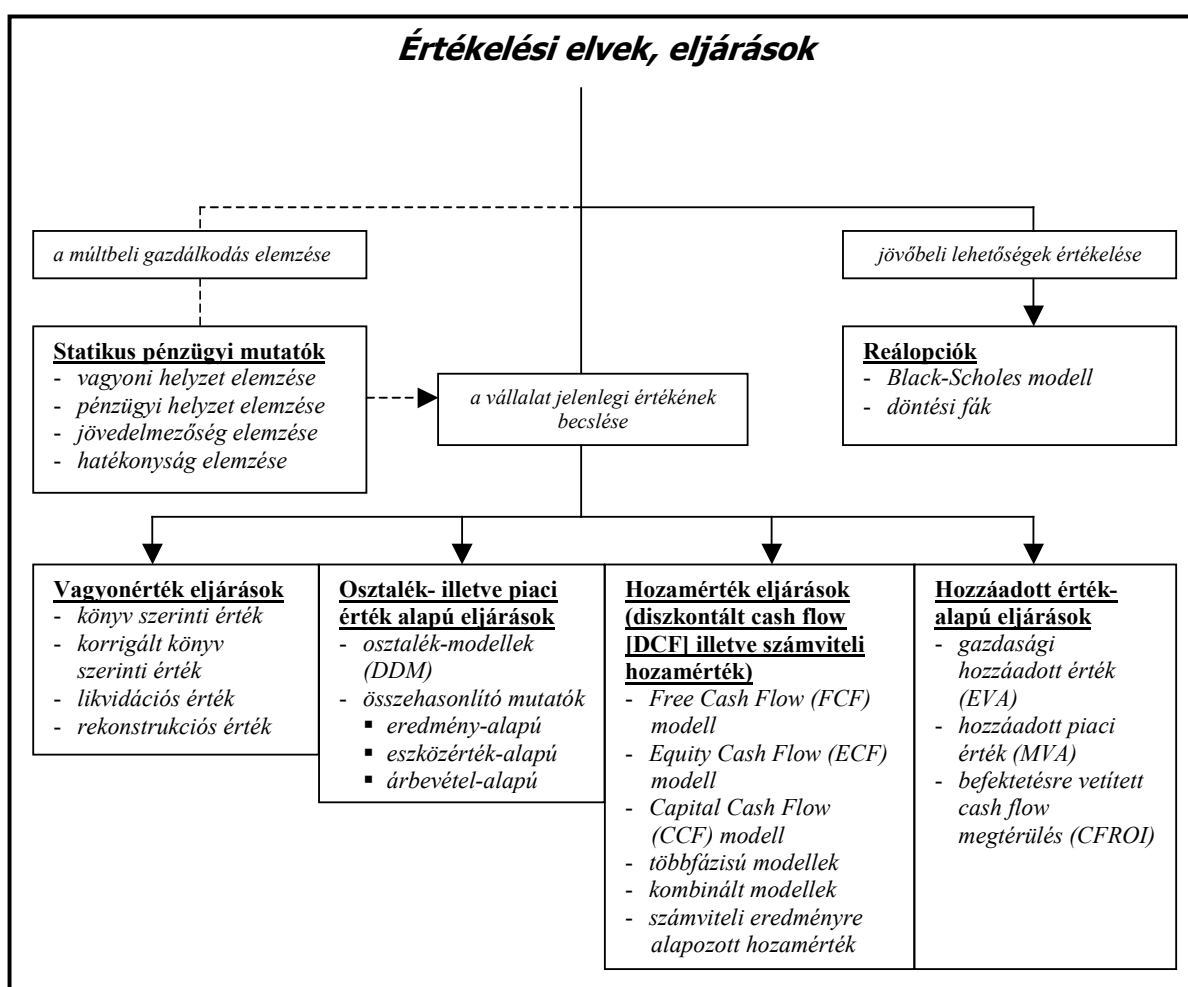 Értékelési elvek, eljárások
a múltbeli gazdálkodás elemzése
jövőbeli lehetőségek értékelése
Statikus pénzügyi mutatók
- vagyoni helyzet elemzése
- pénzügyi helyzet elemzése
- jövedelmezőség elemzése
- hatékonyság elemzése
a vállalat jelenlegi értékének
becslése
Reálopciók
- Black-Scholes modell
- döntési fák
Vagyonérték eljárások
- könyv szerinti érték
- korrigált könyv
szerinti érték
- likvidációs érték
- rekonstrukciós érték
Osztalék- illetve piaci
érték alapú eljárások
- osztalék-modellek
(DDM)
- összehasonlító mutatók
▪ eredmény-alapú
▪ eszközérték-alapú
▪ árbevétel-alapú
Hozamérték eljárások
(diszkontált cash flow
[DCF] illetve számviteli
hozamérték)
- Free Cash Flow (FCF)
modell
- Equity Cash Flow (ECF)
modell
- Capital Cash Flow
(CCF) modell
- többfázisú modellek
- kombinált modellek
- számviteli eredményre
alapozott hozamérték
Hozzáadott érték-
alapú eljárások
- gazdasági
hozzáadott érték
(EVA)
- hozzáadott piaci
érték (MVA)
- befektetésre vetített
cash flow
megtérülés (CFROI)